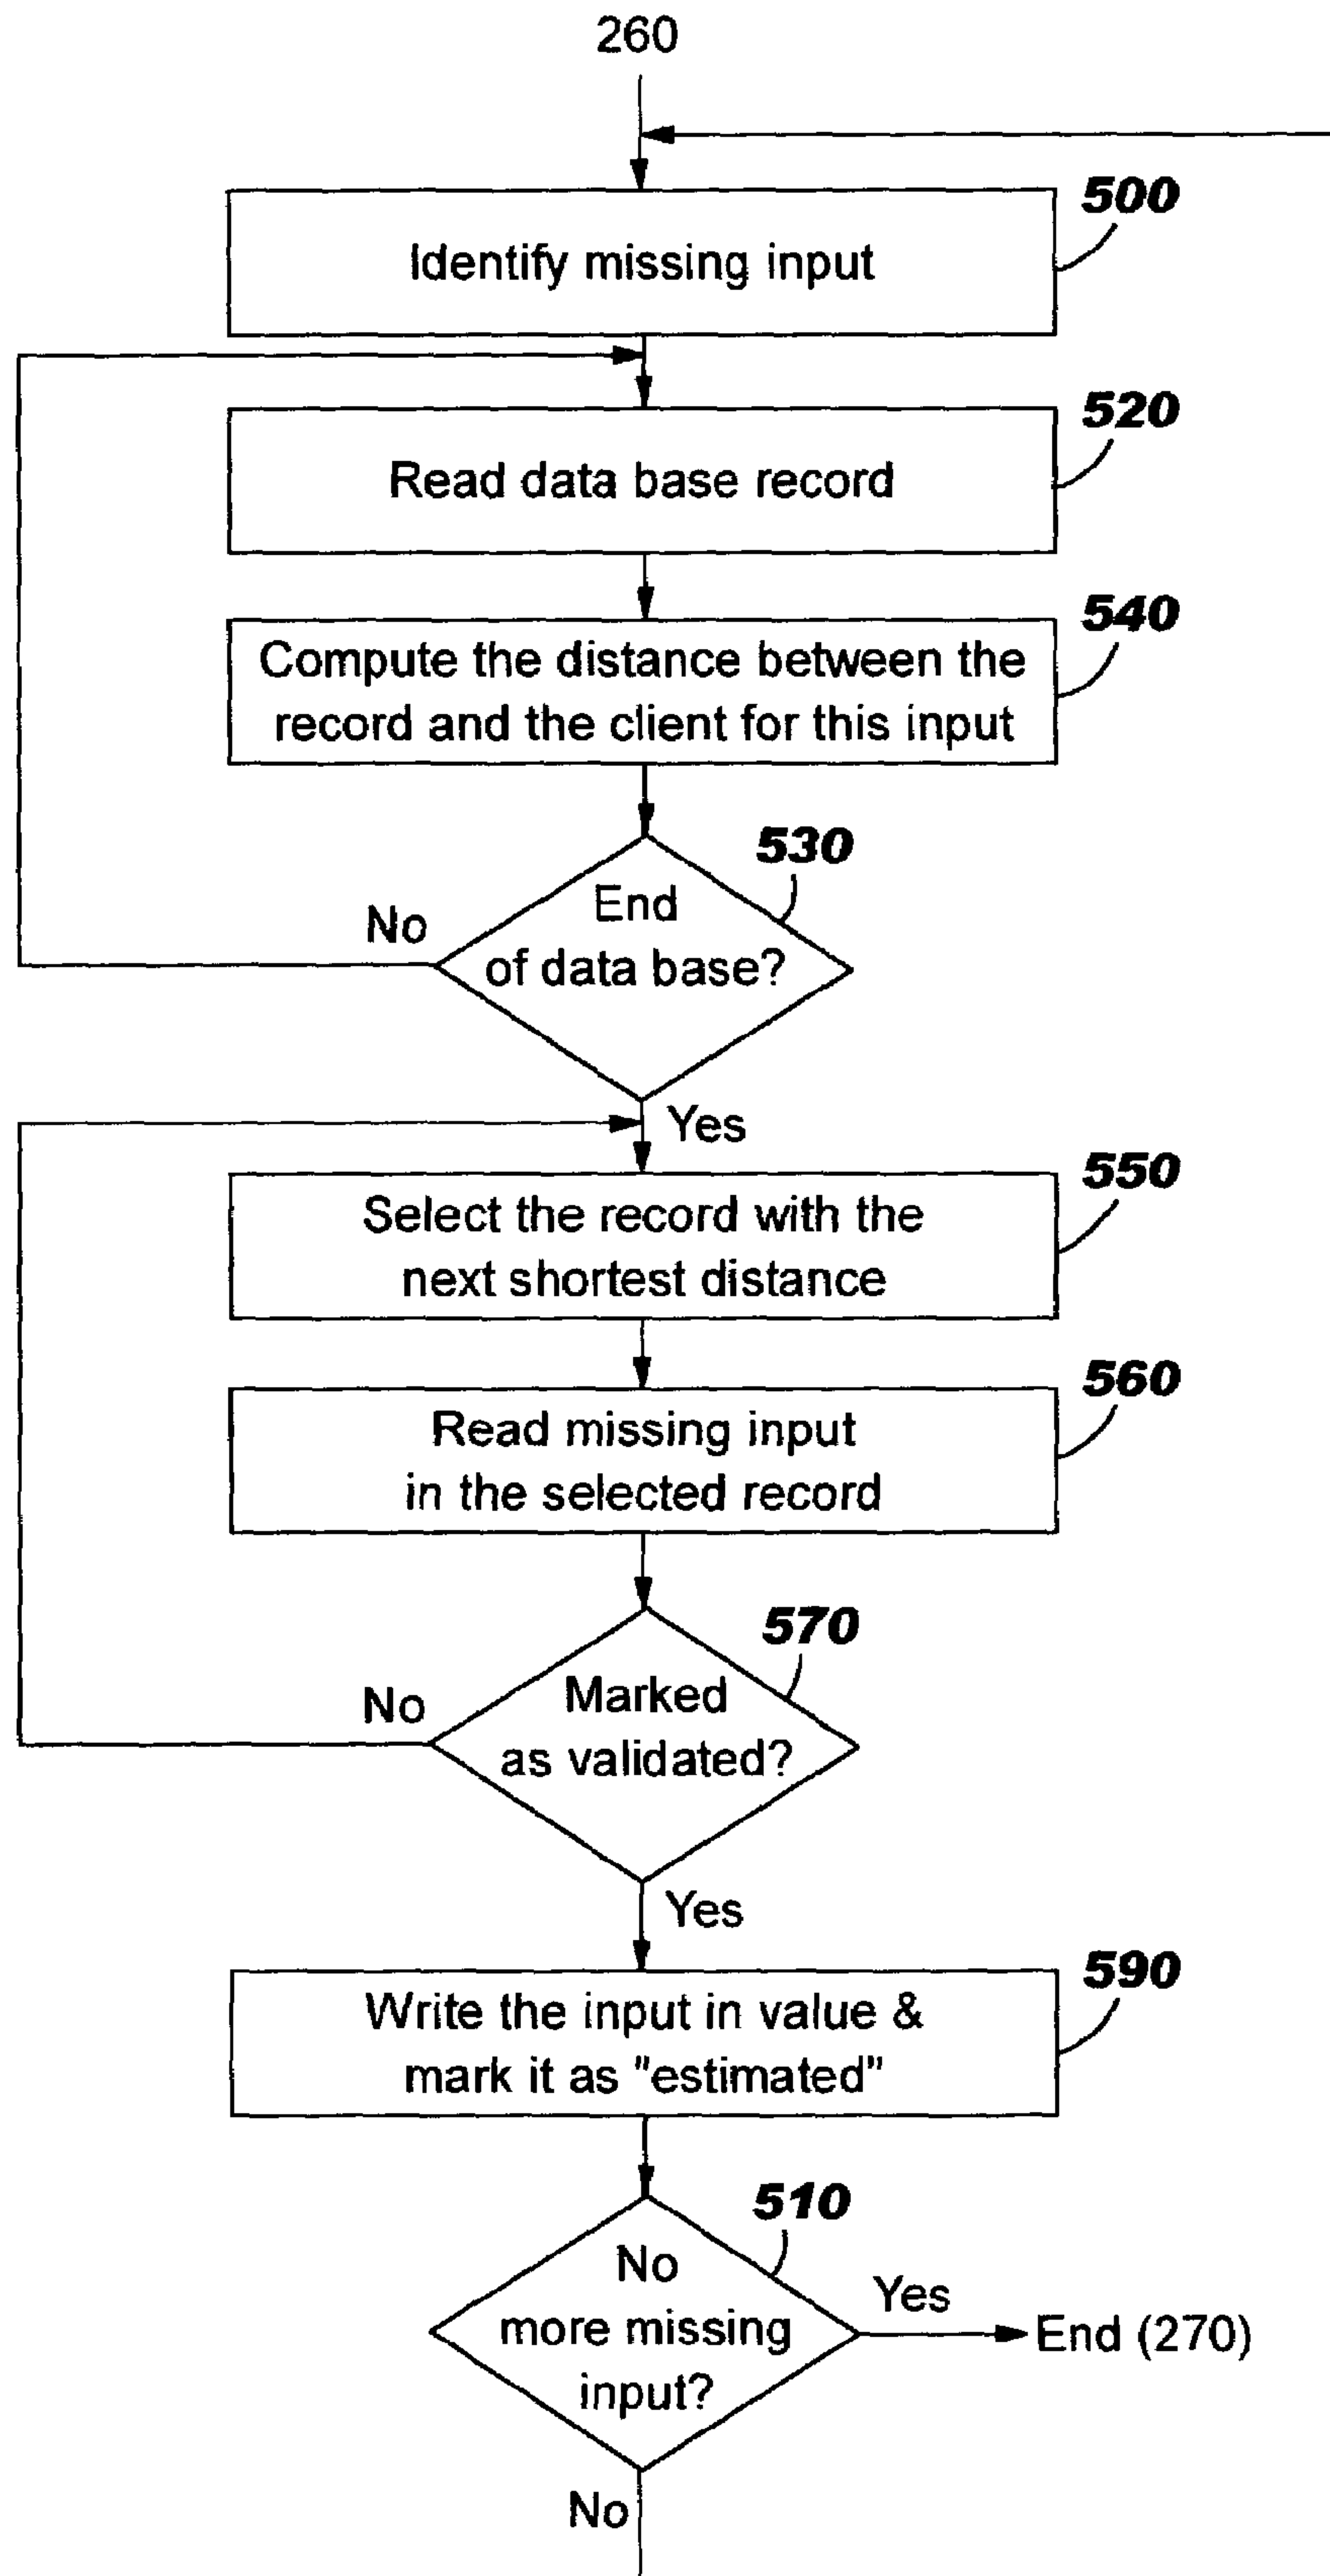 260
500
Identify missing input
520
Read data base record
540
Compute the distance between the
record and the client for this input
530
End
of data base?
No
Yes
550
Select the record with the
next shortest distance
560
Read missing input
in the selected record
570
Marked
as validated?
No
Yes
590
Write the input in value &
mark it as "estimated"
510
No
more missing
input?
Yes
End (270)
No